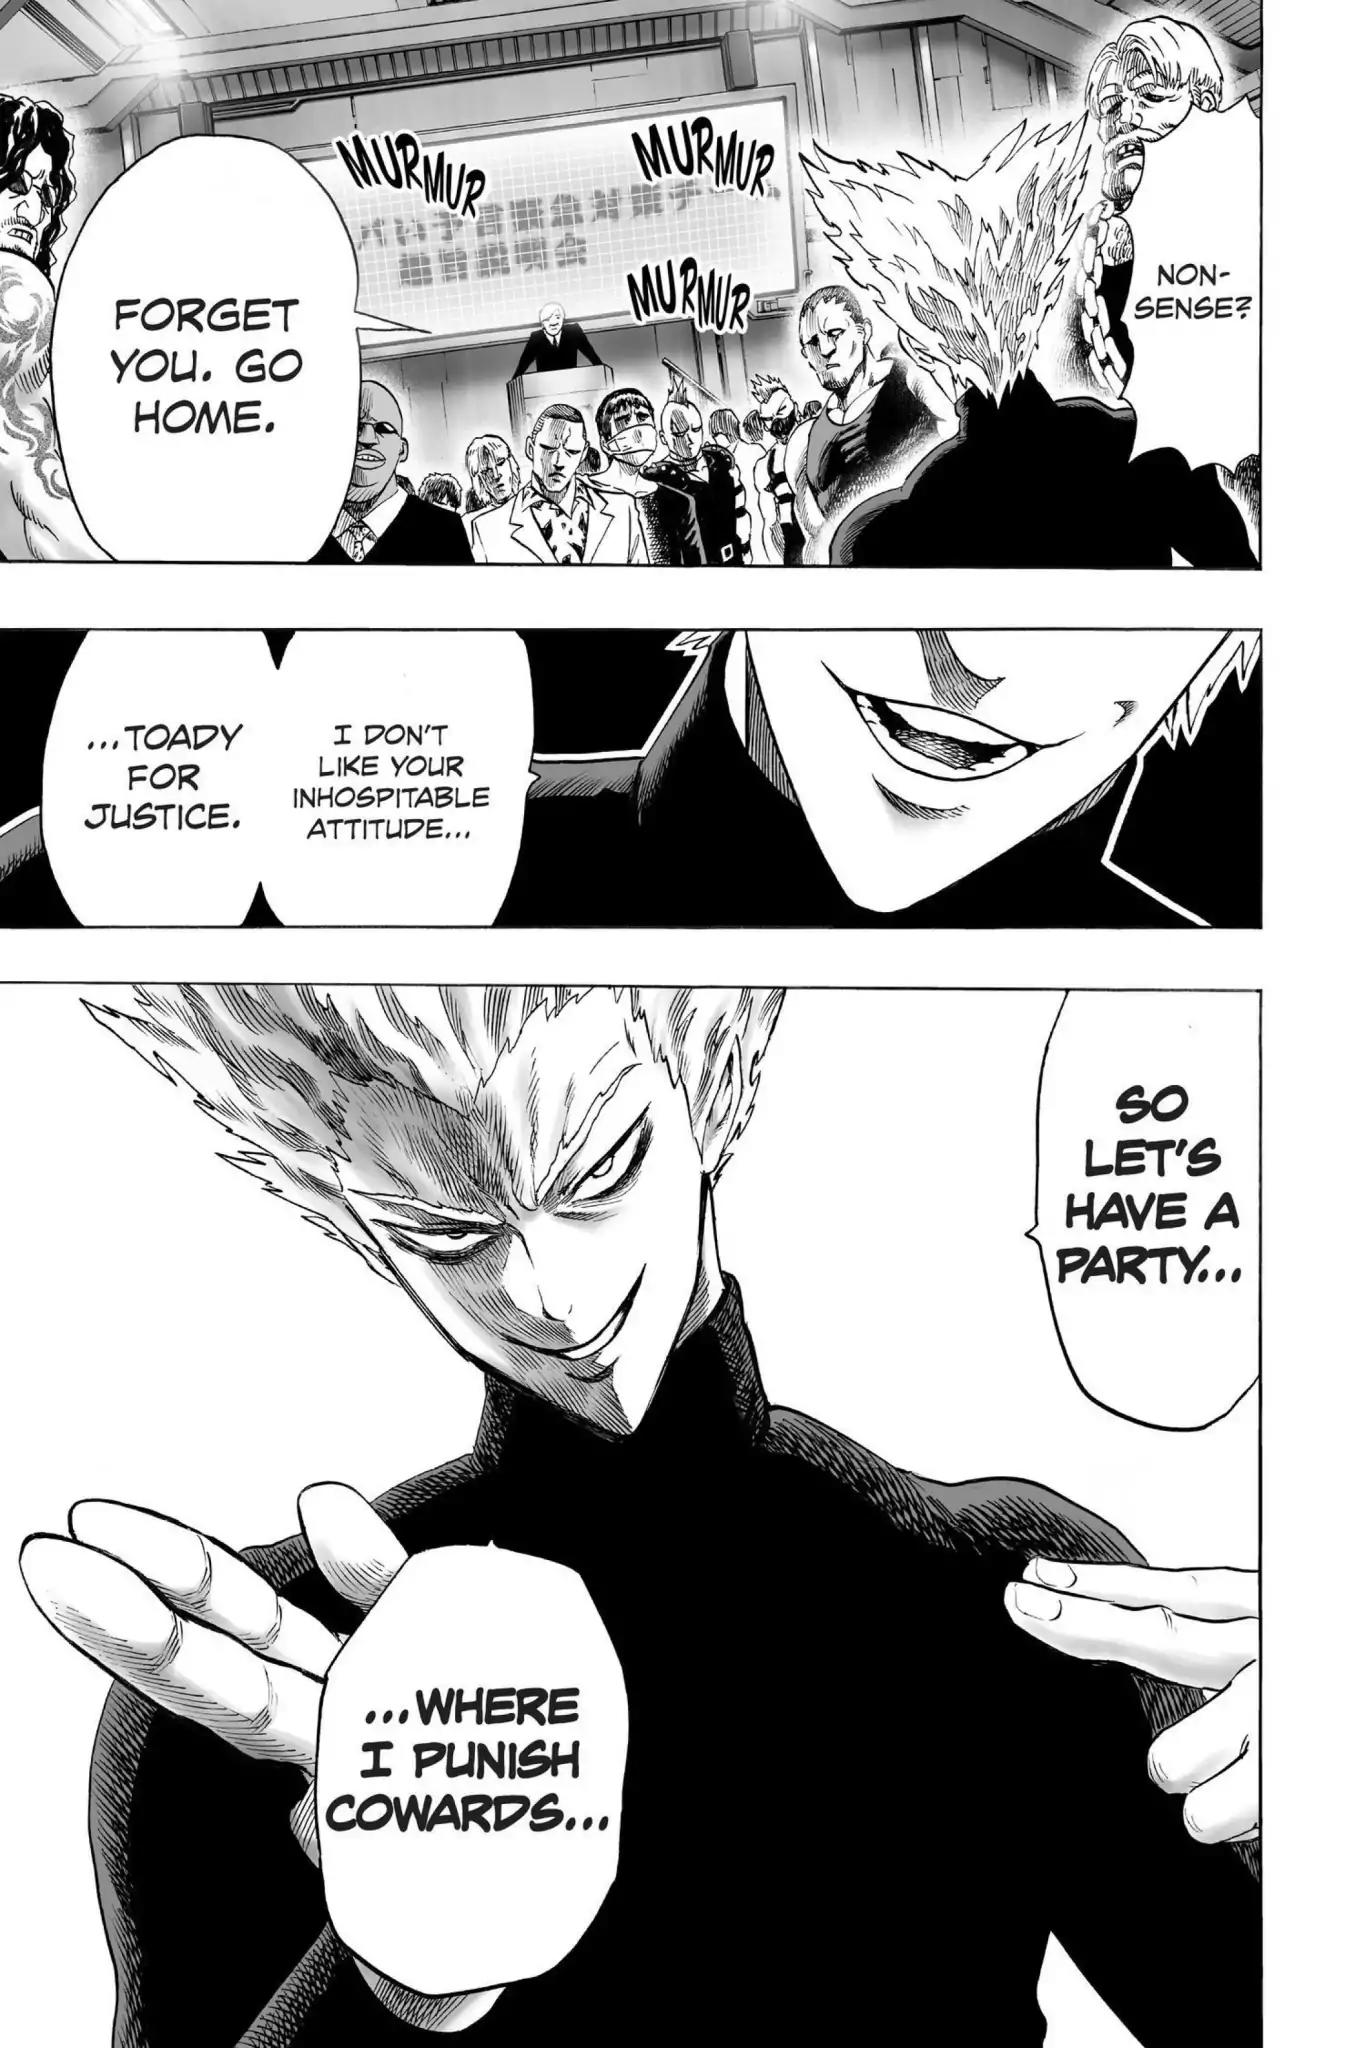 NON-
SENSE?
MURMUR
MURMUR
MURMUR
FORGET
YOU. GO
HOME.
I DON'T
LIKE YOUR
INHOSPITABLE
ATTITUDE...
...TOADY
FOR
JUSTICE.
SO
LET'S
HAVE A
PARTY...
...WHERE
I PUNISH
COWARDS...